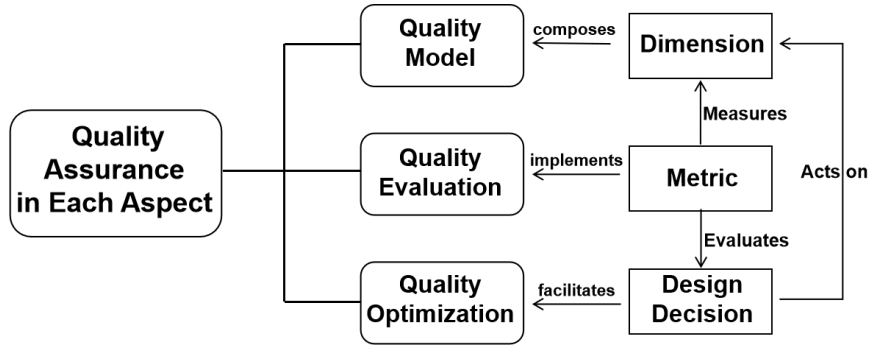 Quality
Assurance
in Each Aspect
Quality
Model
composes
Dimension
Measures
Quality
Evaluation
implements
Metric
Acts on
Evaluates
Quality
Optimization
facilitates
Design
Decision